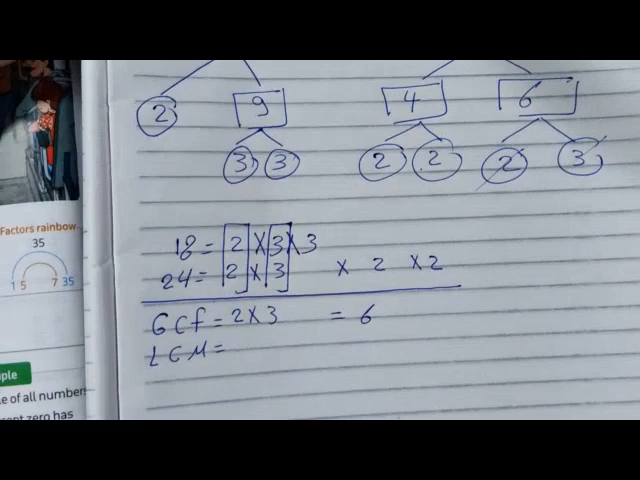 2 9 4 6
3 3 2 2 2 3
Factors rainbow
35
1 5 7 35
18 = 2 X 3 X 3
24 = 2 X 3 X 2 X 2
GCF = 2 X 3 = 6
LCM =
ple
e of all number
zero has